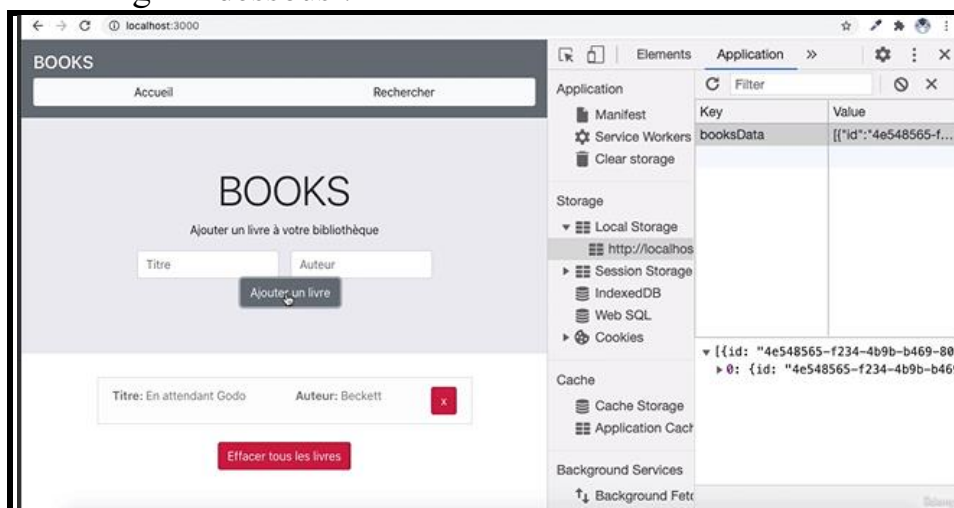 localhost:3000
BOOKS
Accueil Rechercher
BOOKS
Ajouter un livre à votre bibliothèque
Titre Auteur
Ajouter un livre
Titre: En attendant Godo Auteur: Beckett x
Effacer tous les livres
Elements Application »
Application
Manifest
Service Workers
Clear storage
Storage
Local Storage
http://localhos
Session Storage
IndexedDB
Web SQL
Cookies
Cache
Cache Storage
Application Cach
Background Services
Background Fetc
Filter
Key Value
booksData [{"id":"4e548565-f...
[{id: "4e548565-f234-4b9b-b469-80
0: {id: "4e548565-f234-4b9b-b469